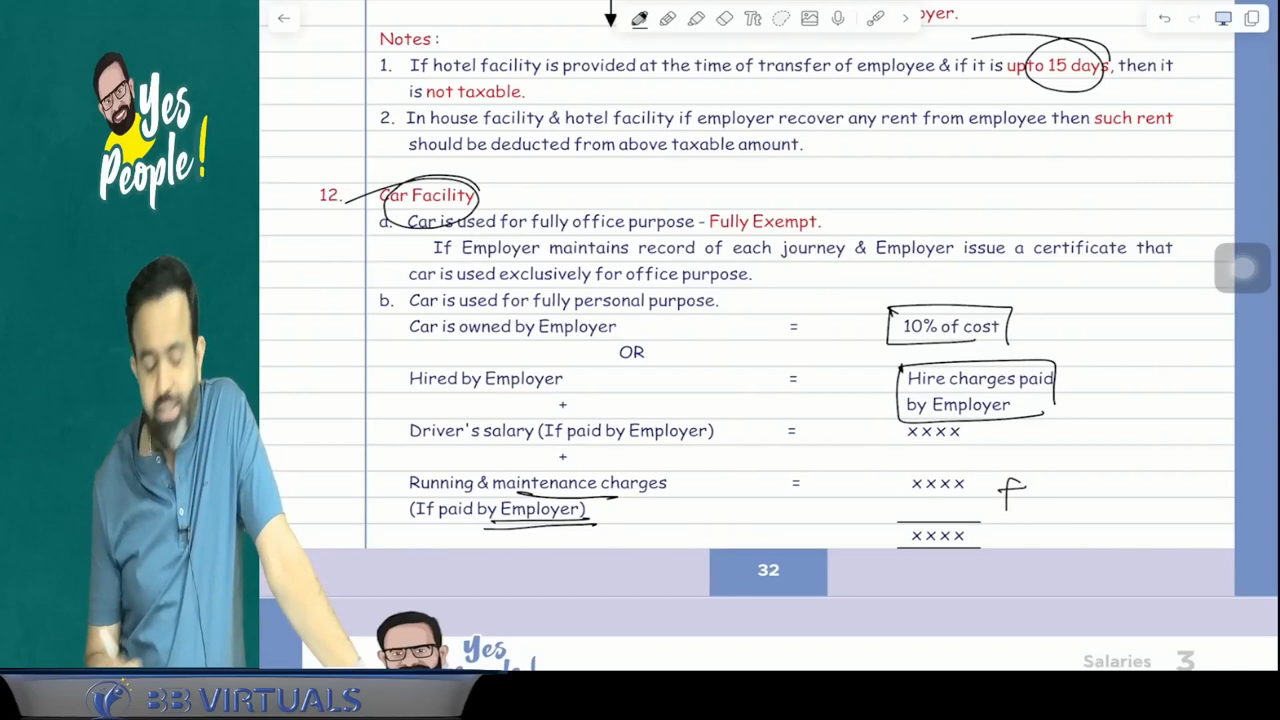 Yes
People!
oyer.
Notes :
1. If hotel facility is provided at the time of transfer of employee & if it is upto 15 days, then it
is not taxable.
2. In house facility & hotel facility if employer recover any rent from employee then such rent
should be deducted from above taxable amount.
12. Car Facility
a. Car is used for fully office purpose - Fully Exempt.
If Employer maintains record of each journey & Employer issue a certificate that
car is used exclusively for office purpose.
b. Car is used for fully personal purpose.
Car is owned by Employer = 10% of cost
OR
Hired by Employer = Hire charges paid
+ by Employer
Driver's salary (If paid by Employer) = xxxx
+
Running & maintenance charges = xxxx f
(If paid by Employer)
xxxx
32
Yes
Salaries 3
BB VIRTUALS